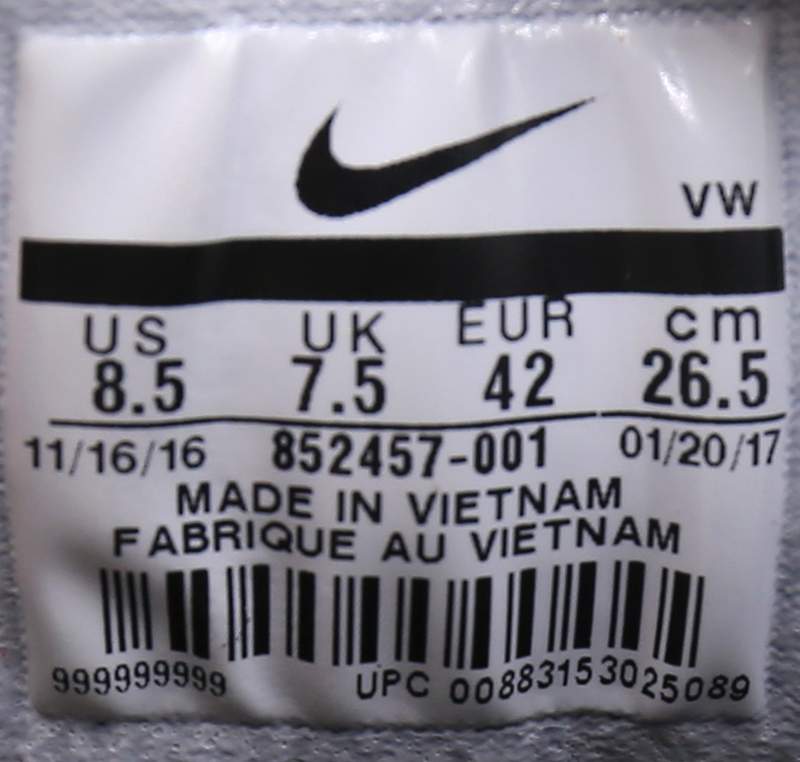 VW
US UK EUR cm
8.5 7.5 42 26.5
11/16/16 852457-001 01/20/17
MADE IN VIETNAM
FABRIQUE AU VIETNAM
999999999 UPC 00883153025089